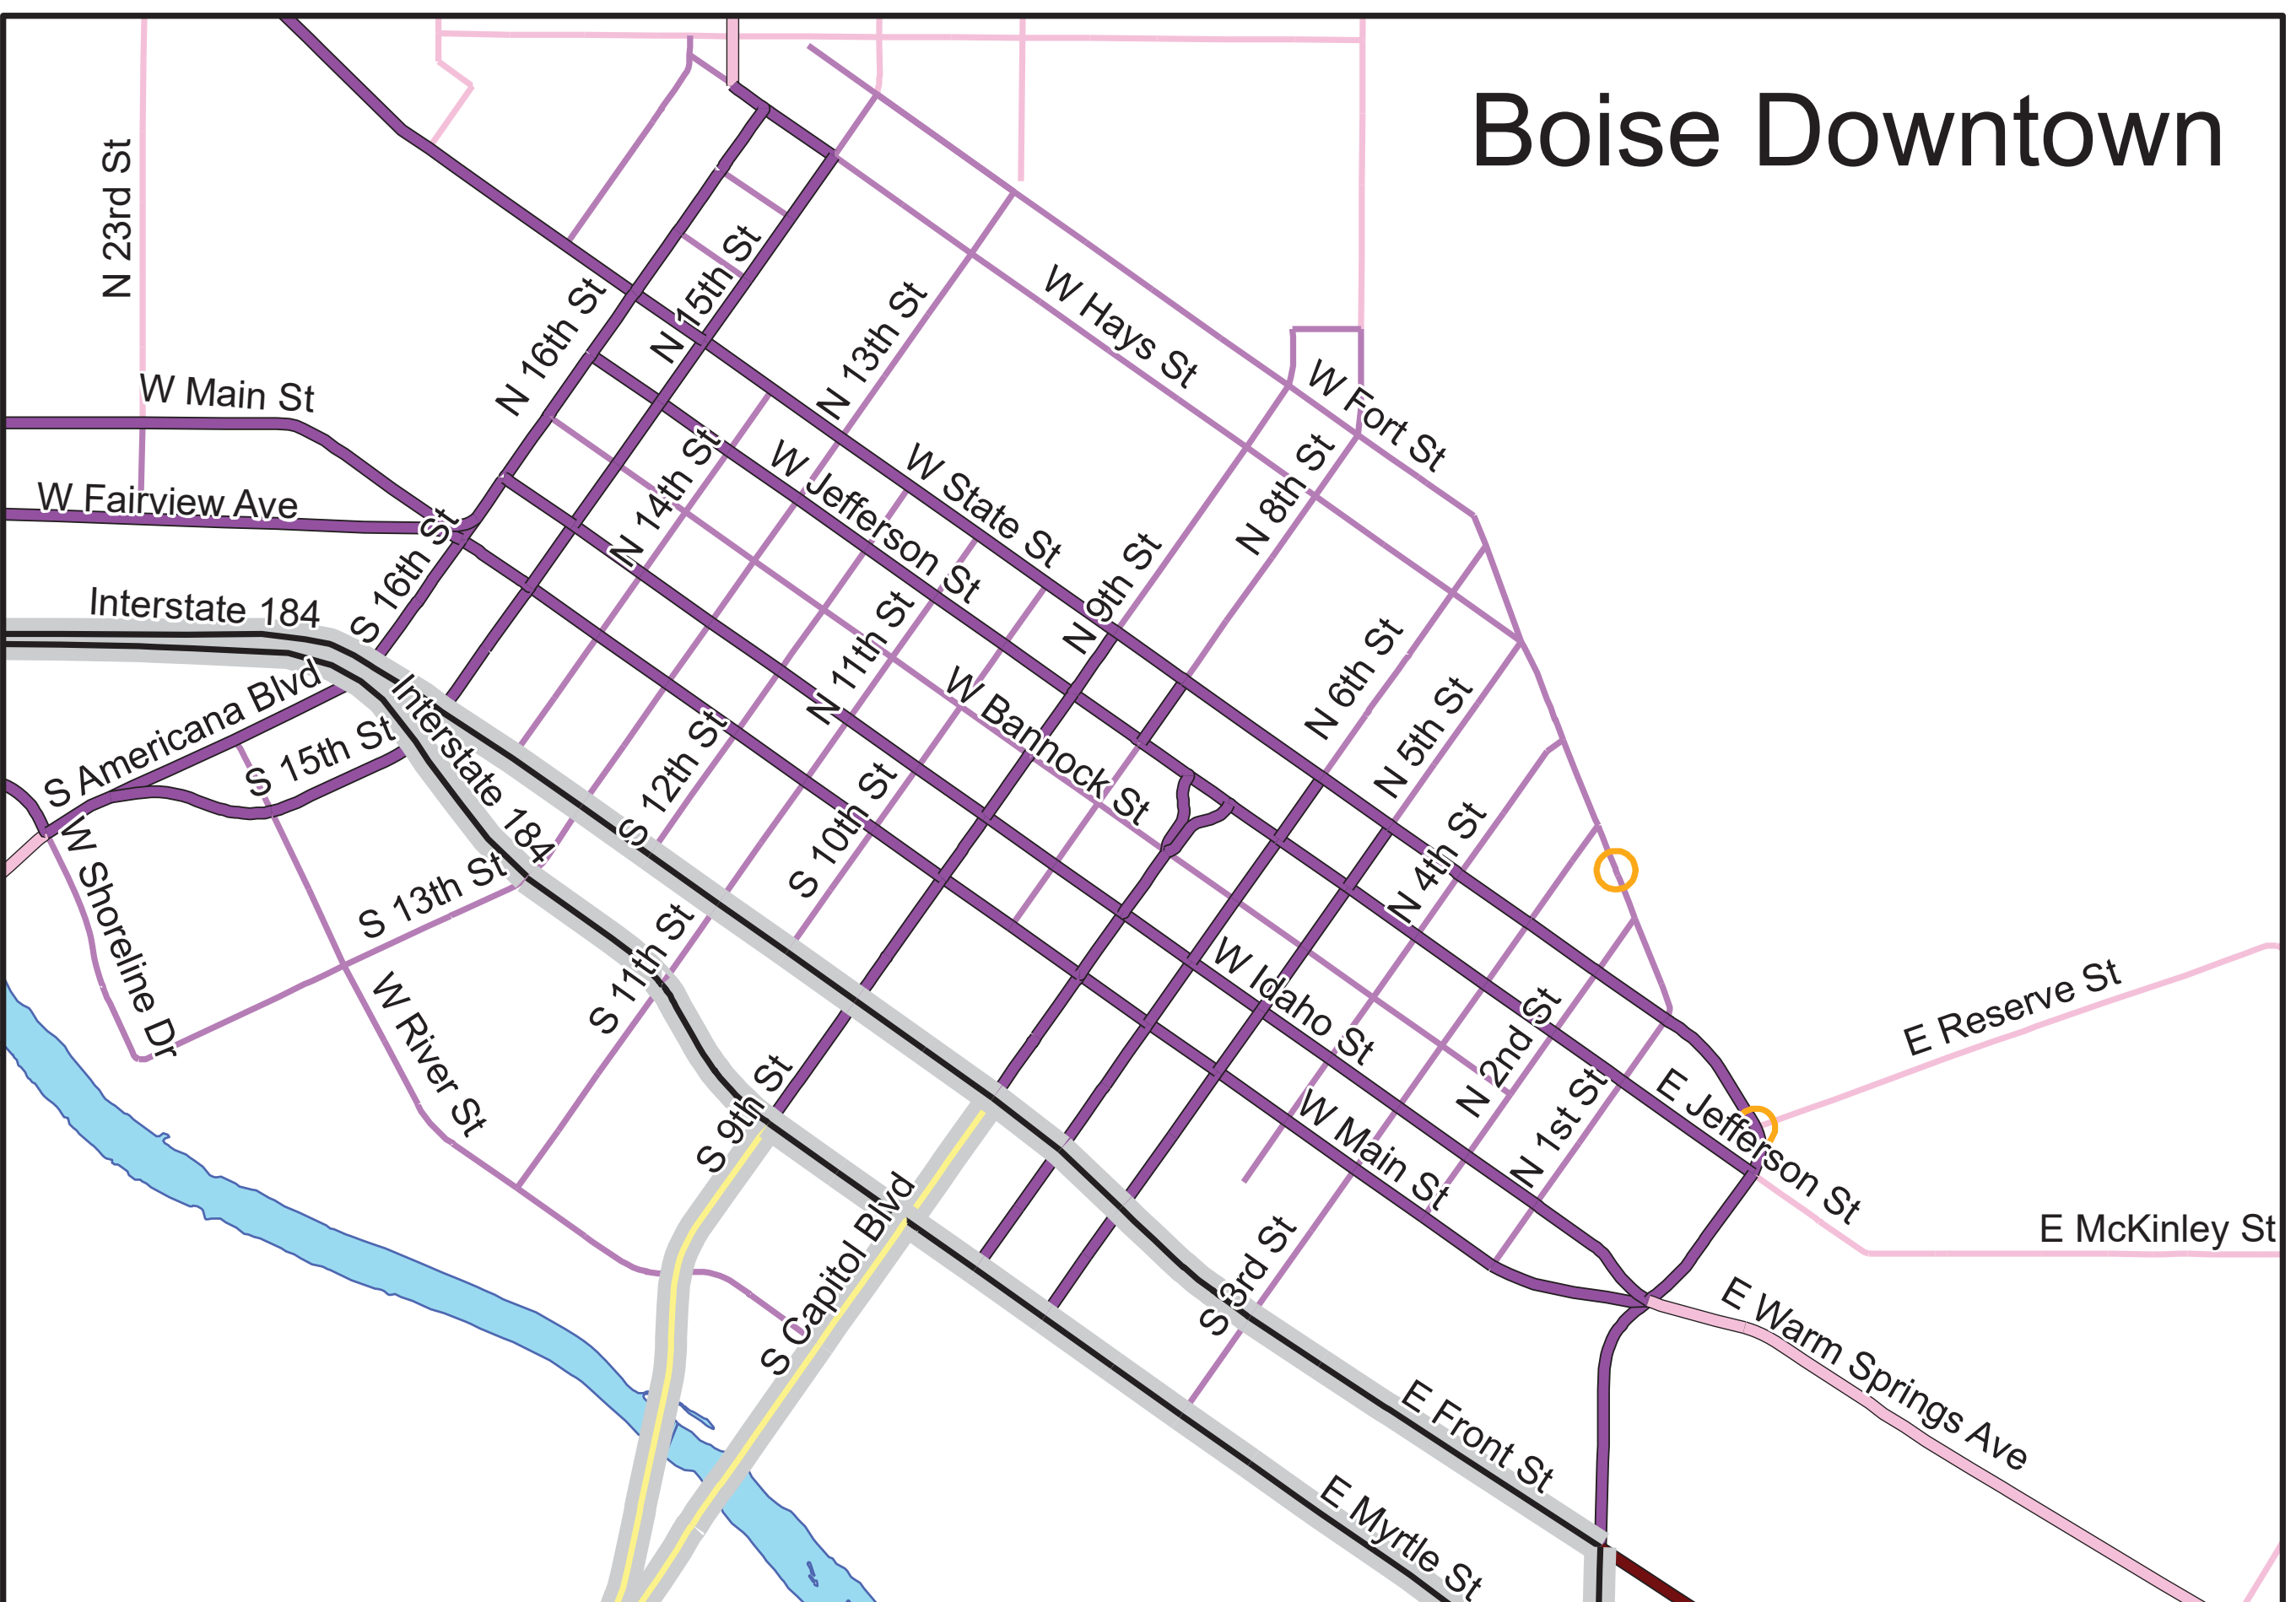 Boise Downtown
N 23rd St
N 15th St
N 16th St
N 13th St
W Hays St
W Main St
W Fort St
W Fairview Ave
N 14th St
W Jefferson St
W State St
N 8th St
N 9th St
S 16th St
Interstate 184
N 11th St
N 6th St
S Americana Blvd
S 15th St
Interstate 184
S 12th St
W Bannock St
N 5th St
S 10th St
N 4th St
W Shoreline Dr
S 13th St
S 11th St
W River St
W Idaho St
N 2nd St
E Reserve St
S 9th St
W Main St
N 1st St
E Jefferson St
S Capitol Blvd
S 3rd St
E McKinley St
E Warm Springs Ave
E Front St
E Myrtle St